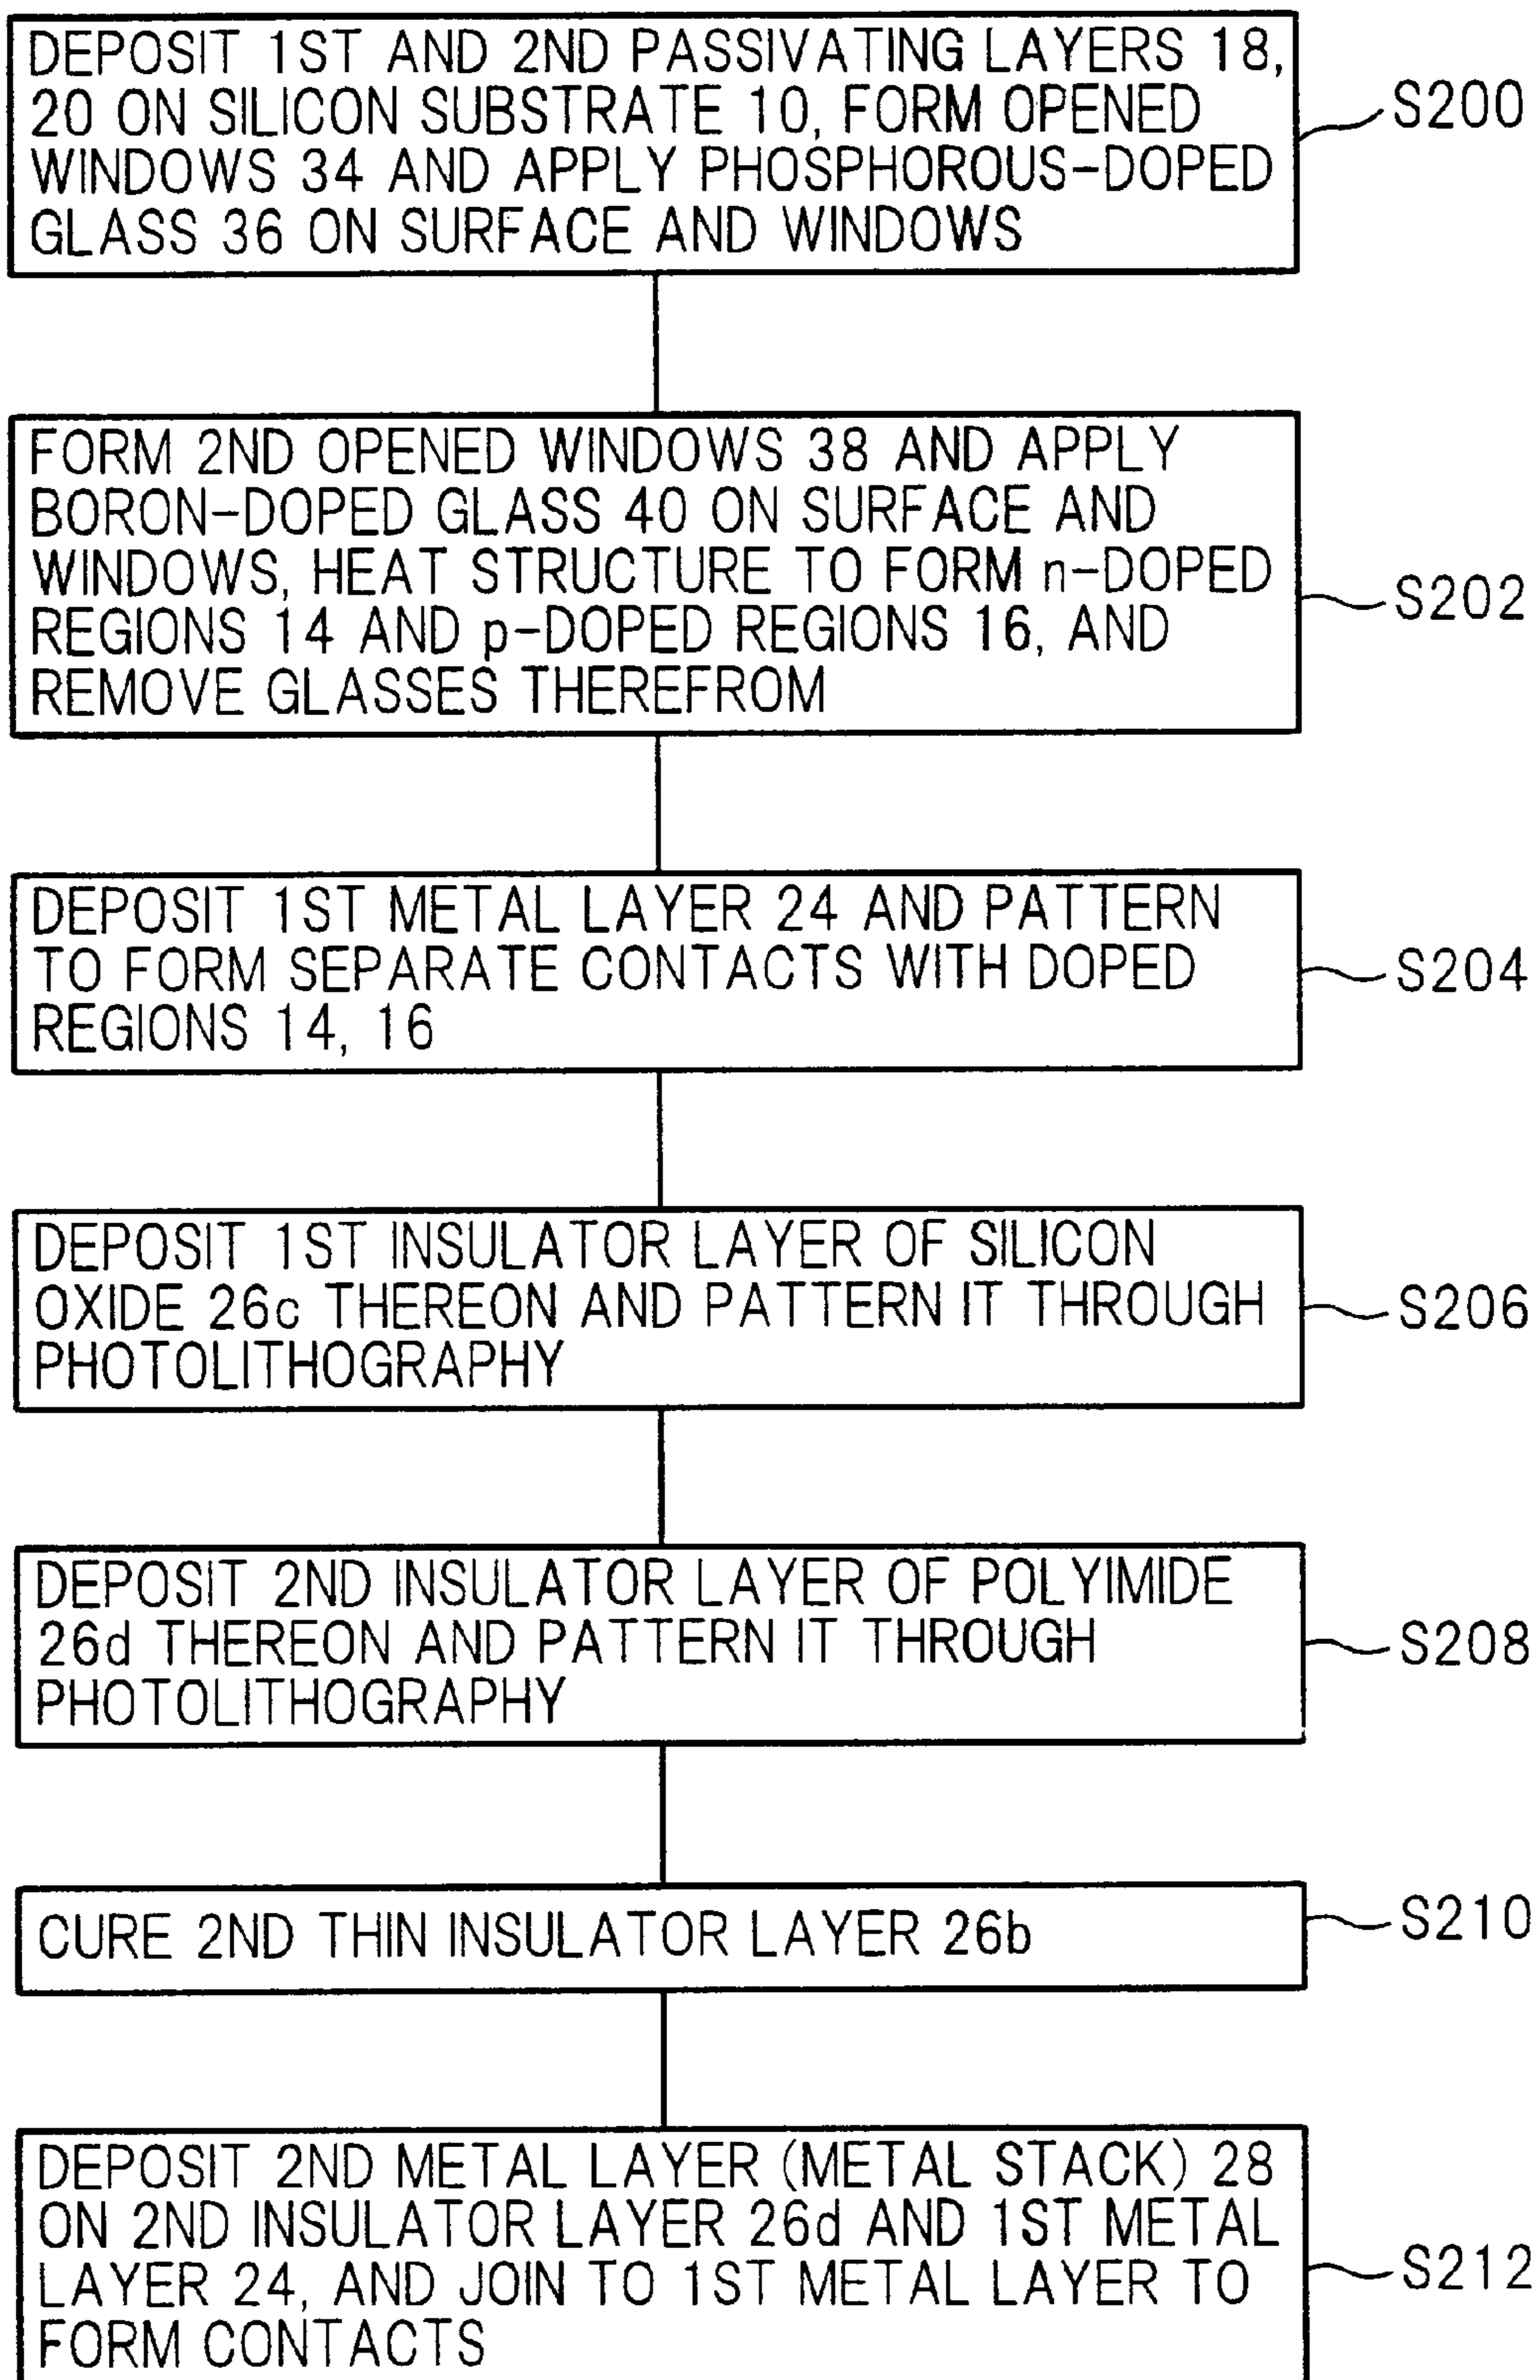 DEPOSIT 1ST AND 2ND PASSIVATING LAYERS 18,
20 ON SILICON SUBSTRATE 10, FORM OPENED
WINDOWS 34 AND APPLY PHOSPHOROUS-DOPED
GLASS 36 ON SURFACE AND WINDOWS
S200
FORM 2ND OPENED WINDOWS 38 AND APPLY
BORON-DOPED GLASS 40 ON SURFACE AND
WINDOWS, HEAT STRUCTURE TO FORM n-DOPED
REGIONS 14 AND p-DOPED REGIONS 16, AND
REMOVE GLASSES THEREFROM
S202
DEPOSIT 1ST METAL LAYER 24 AND PATTERN
TO FORM SEPARATE CONTACTS WITH DOPED
REGIONS 14, 16
S204
DEPOSIT 1ST INSULATOR LAYER OF SILICON
OXIDE 26c THEREON AND PATTERN IT THROUGH
PHOTOLITHOGRAPHY
S206
DEPOSIT 2ND INSULATOR LAYER OF POLYIMIDE
26d THEREON AND PATTERN IT THROUGH
PHOTOLITHOGRAPHY
S208
CURE 2ND THIN INSULATOR LAYER 26b
S210
DEPOSIT 2ND METAL LAYER (METAL STACK) 28
ON 2ND INSULATOR LAYER 26d AND 1ST METAL
LAYER 24, AND JOIN TO 1ST METAL LAYER TO
FORM CONTACTS
S212